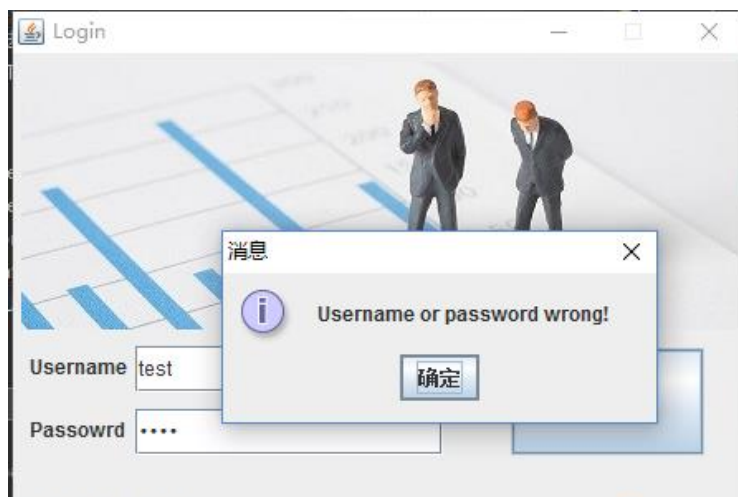 Login
消息
Username or password wrong!
确定
Username test
Passowrd ••••